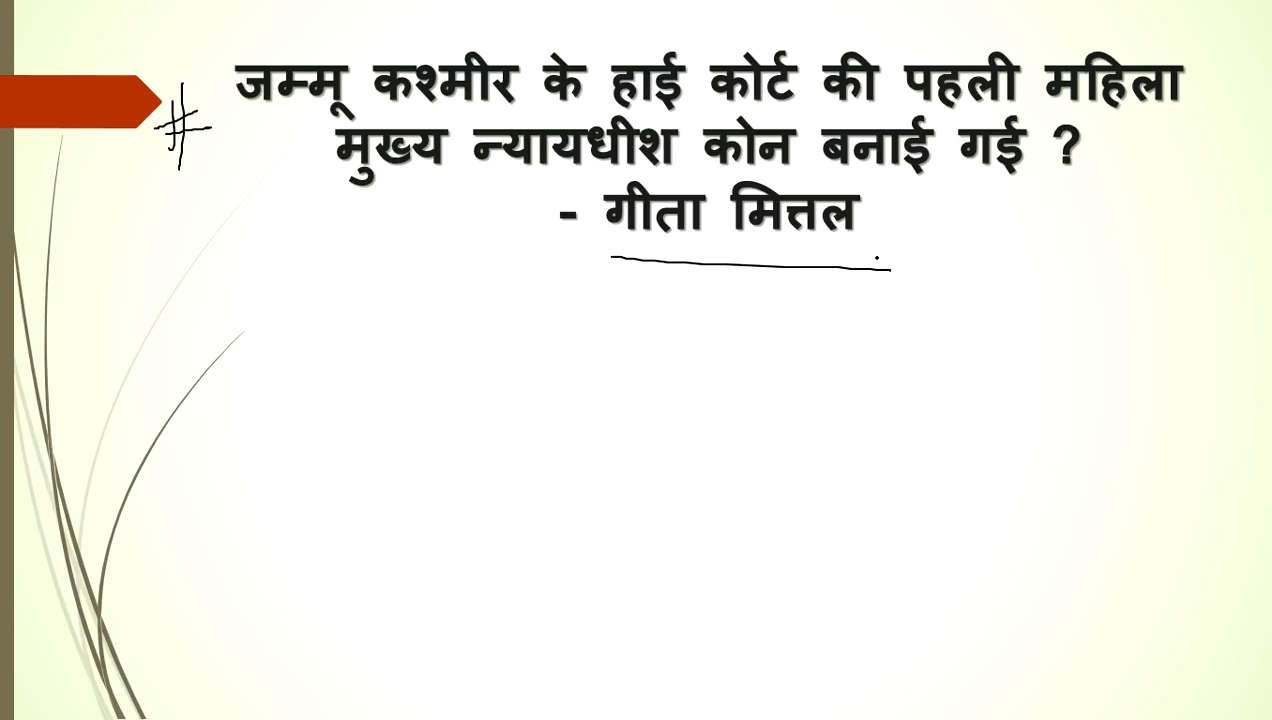 जम्मू कश्मीर के हाई कोर्ट की पहली महिला
मुख्य न्यायधीश कोन बनाई गई ?
- गीता मित्तल
#